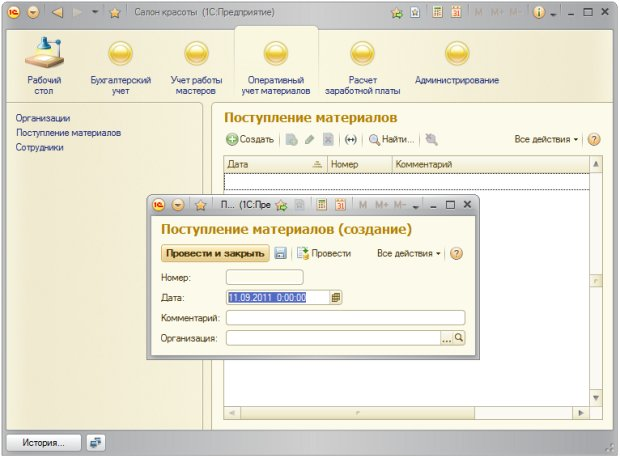 Салон красоты (1С:Предприятие)
M M+ M-
Рабочий
стол
Бухгалтерский
учет
Учет работы
мастеров
Оперативный
учет материалов
Расчет
заработной платы
Администрирование
Организации
Поступление материалов
Сотрудники
Поступление материалов
Создать
Найти...
Все действия
Дата
Номер
Комментарий
П... (1С:Пре
M M+ M-
Поступление материалов (создание)
Провести и закрыть
Провести
Все действия
Номер:
Дата:
11.09.2011 0:00:00
Комментарий:
Организация:
...
История...